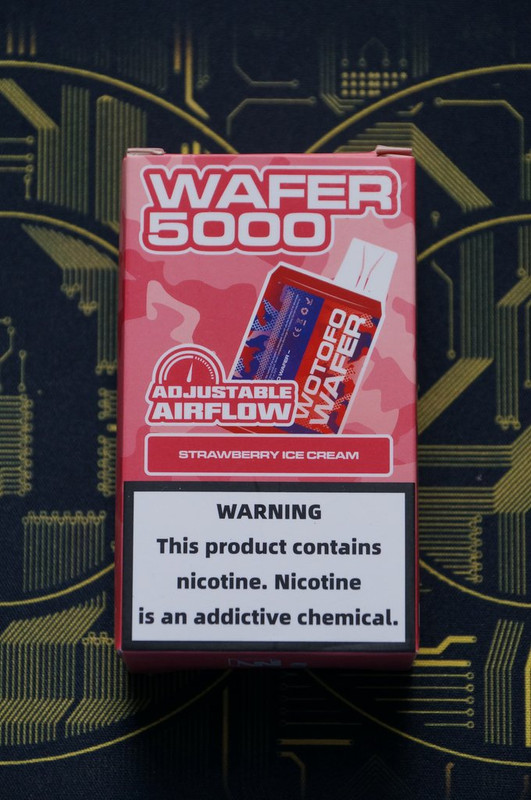 WAFER
5000
WOTOFO
WAFER
ADJUSTABLE
AIRFLOW
STRAWBERRY ICE CREAM
WARNING
This product contains
nicotine. Nicotine
is an addictive chemical.